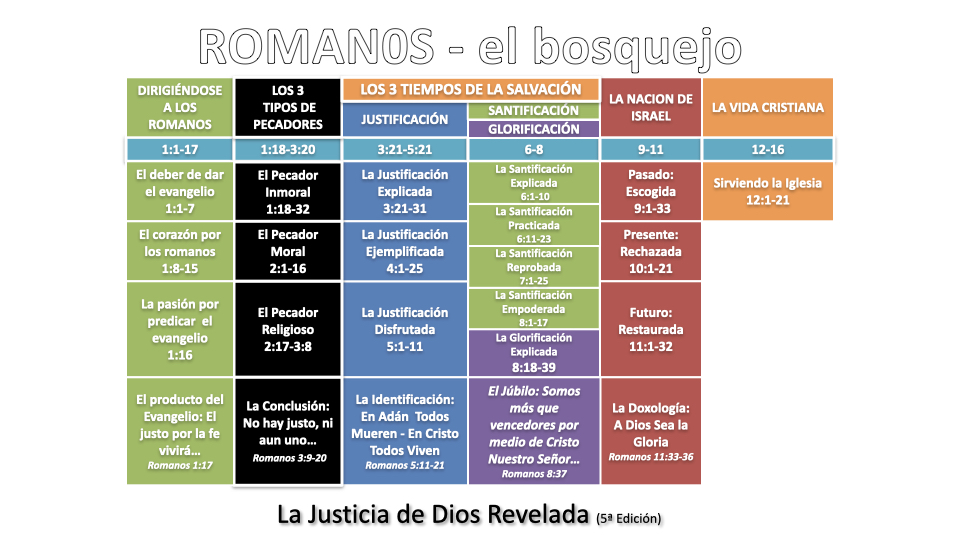 ROMAN0S - el bosquejo
DIRIGIÉNDOSE
A LOS
ROMANOS
LOS 3
TIPOS DE
PECADORES
LOS 3 TIEMPOS DE LA SALVACIÓN
JUSTIFICACIÓN
SANTIFICACIÓN
GLORIFICACIÓN
LA NACION DE
ISRAEL
LA VIDA CRISTIANA
1:1-17
1:18-3:20
3:21-5:21
6-8
9-11
12-16
El deber de dar
el evangelio
1:1-7
El corazón por
los romanos
1:8-15
La pasión por
predicar el
evangelio
1:16
El producto del
Evangelio: El
justo por la fe
vivirá...
Romanos 1:17
El Pecador
Inmoral
1:18-32
El Pecador
Moral
2:1-16
El Pecador
Religioso
2:17-3:8
La Conclusión:
No hay justo, ni
aun uno...
Romanos 3:9-20
La Justificación
Explicada
3:21-31
La Justificación
Ejemplificada
4:1-25
La Justificación
Disfrutada
5:1-11
La Identificación:
En Adán Todos
Mueren - En Cristo
Todos Viven
Romanos 5:11-21
La Santificación
Explicada
6:1-10
La Santificación
Practicada
6:11-23
La Santificación
Reprobada
7:1-25
La Santificación
Empoderada
8:1-17
La Glorificación
Explicada
8:18-39
El Júbilo: Somos
más que
vencedores por
medio de Cristo
Nuestro Señor...
Romanos 8:37
Pasado:
Escogida
9:1-33
Presente:
Rechazada
10:1-21
Futuro:
Restaurada
11:1-32
La Doxología:
A Dios Sea la
Gloria
Romanos 11:33-36
Sirviendo la Iglesia
12:1-21
La Justicia de Dios Revelada (5ª Edición)